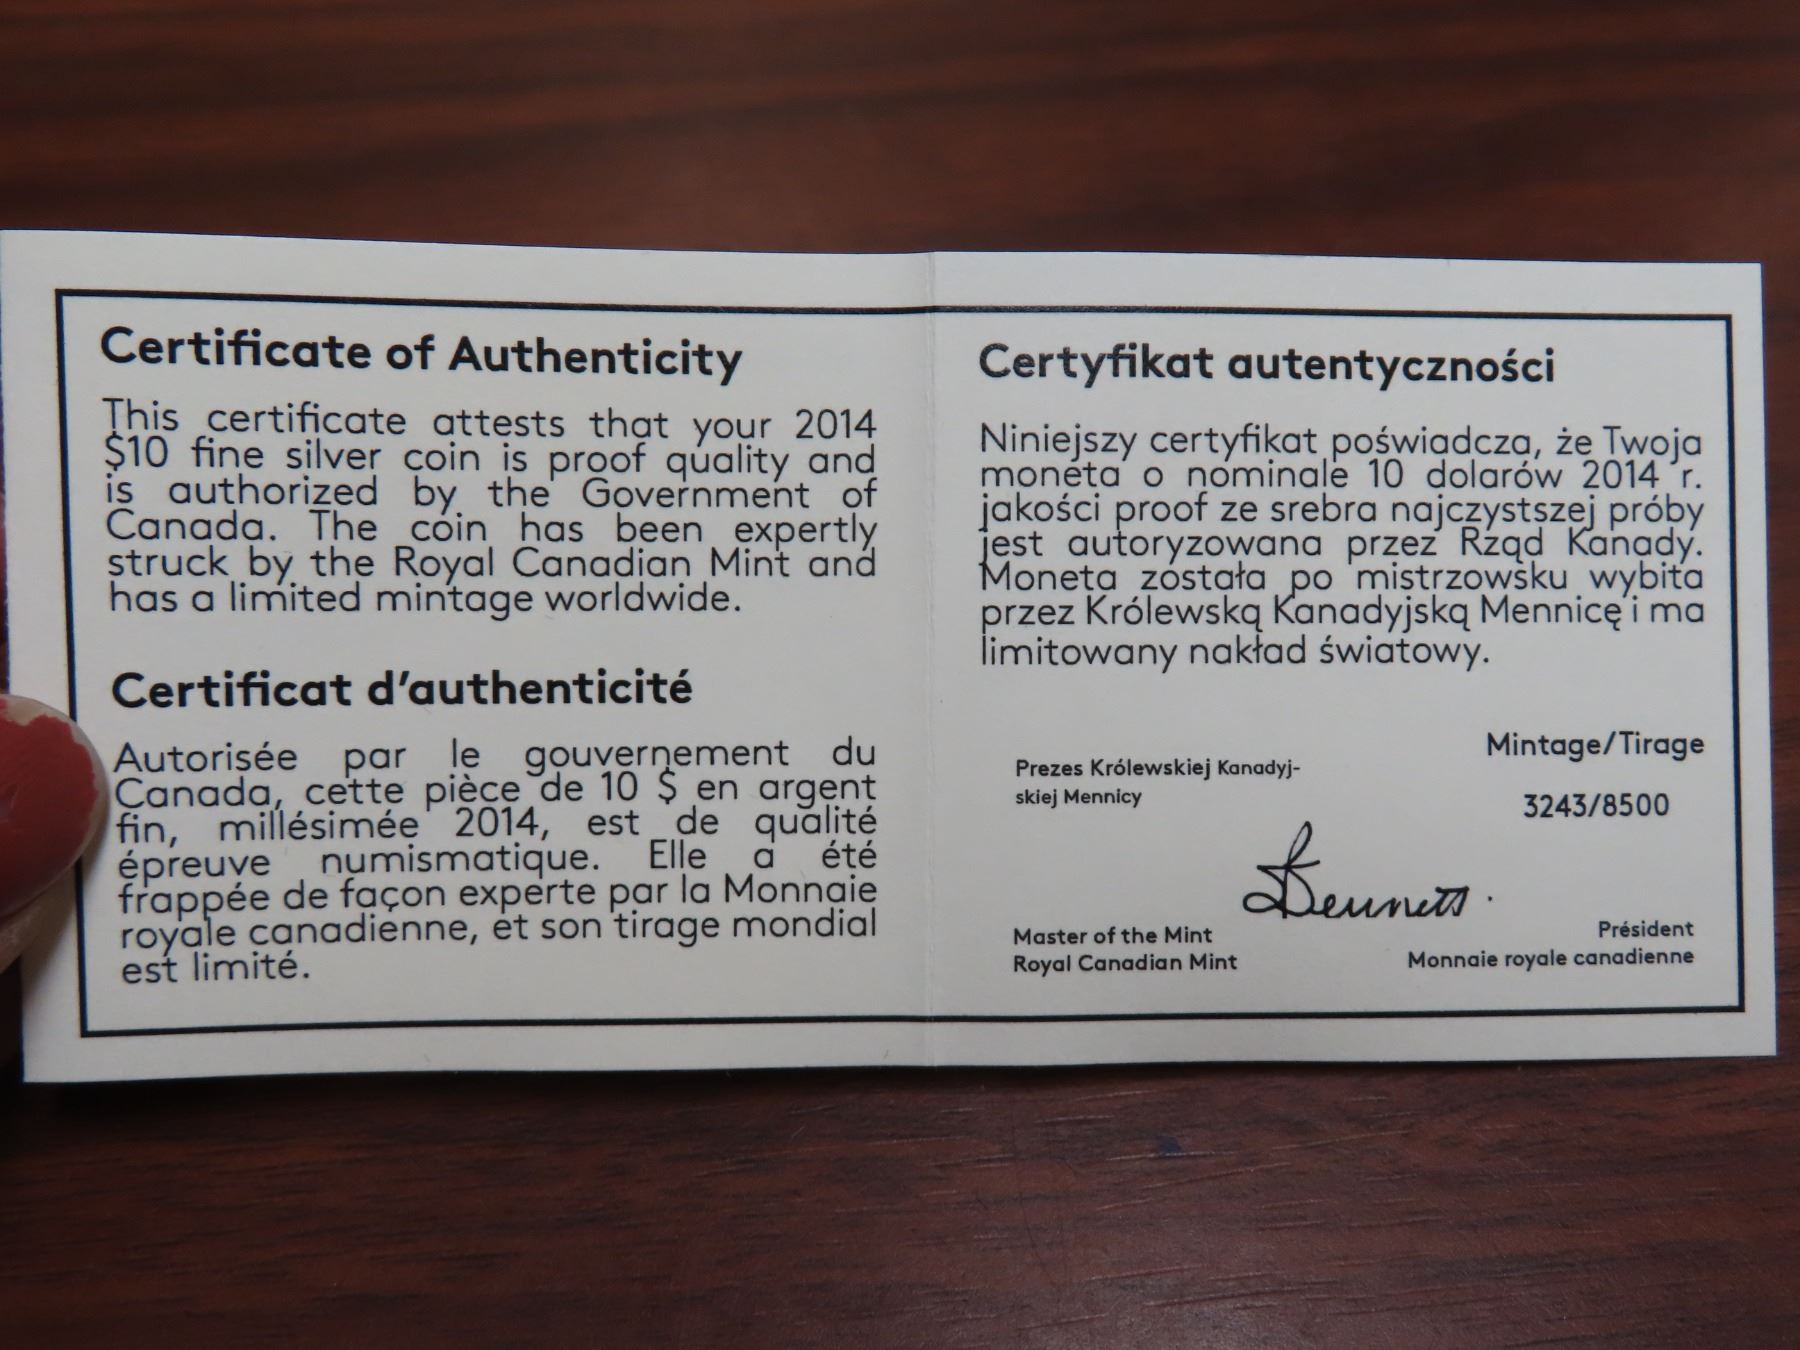 Certificate of Authenticity
This certificate attests that your 2014
$10 fine silver coin is proof quality and
is authorized by the Government of
Canada. The coin has been expertly
struck by the Royal Canadian Mint and
has a limited mintage worldwide.
Certificat d'authenticité
Autorisée par le gouvernement du
Canada, cette pièce de 10 $ en argent
fin, millésimée 2014, est de qualité
épreuve numismatique. Elle a été
frappée de façon experte par la Monnaie
royale canadienne, et son tirage mondial
est limité.
Certyfikat autentyczności
Niniejszy certyfikat poświadcza, że Twoja
moneta o nominale 10 dolarów 2014 r.
jakości proof ze srebra najczystszej próby
jest autoryzowana przez Rząd Kanady.
Moneta została po mistrzowsku wybita
przez Królewską Kanadyjską Mennicę i ma
limitowany nakład światowy.
Mintage/Tirage
3243/8500
Prezes Królewskiej Kanadyj-
skiej Mennicy
Bennett
Master of the Mint
Royal Canadian Mint
Président
Monnaie royale canadienne